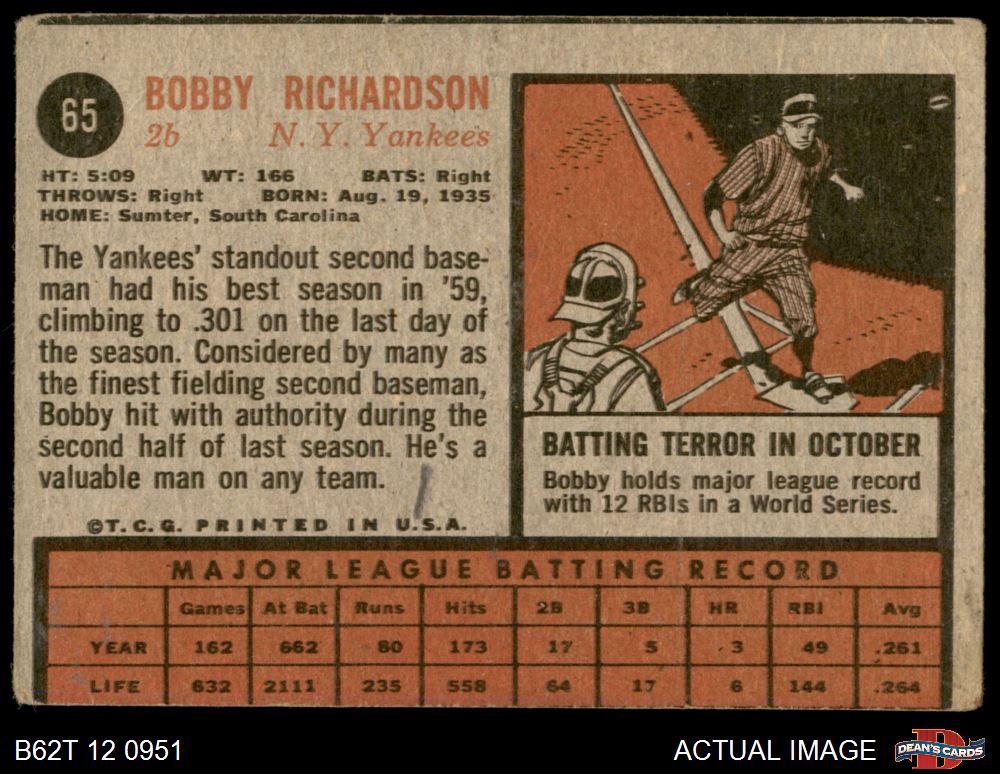 65
BOBBY RICHARDSON
2b N. Y. Yankees
HT: 5:09 WT: 166 BATS: Right
THROWS: Right BORN: Aug. 19, 1935
HOME: Sumter, South Carolina
The Yankees' standout second base-
man had his best season in '59,
climbing to .301 on the last day of
the season. Considered by many as
the finest fielding second baseman,
Bobby hit with authority during the
second half of last season. He's a
valuable man on any team.
©T. C. G. PRINTED IN U.S.A.
BATTING TERROR IN OCTOBER
Bobby holds major league record
with 12 RBIs in a World Series.
MAJOR LEAGUE BATTING RECORD
Games At Bat Runs Hits 2B 3B HR RBI Avg
YEAR 162 662 80 173 17 5 3 49 .261
LIFE 632 2111 235 558 64 17 6 144 .264
B62T 12 0951
ACTUAL IMAGE
D
DEAN'S CARDS